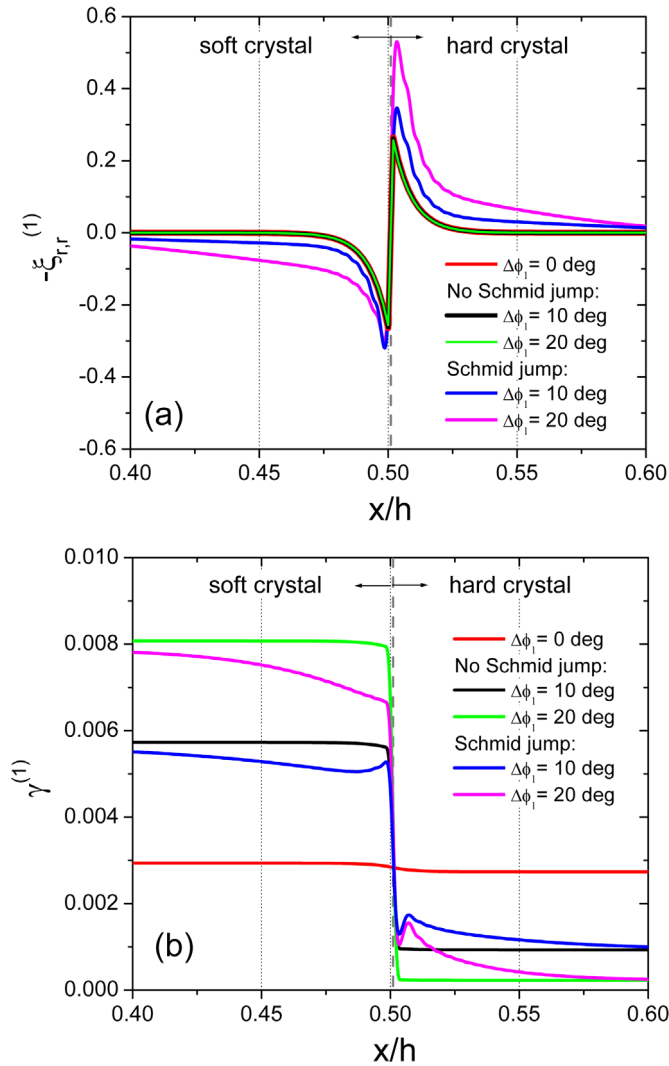 0.6
soft crystal
hard crystal
0.4
0.2
0.0
-0.2
-0.4
-0.6
-ξr,r(1)
Δϕ1= 0 deg
No Schmid jump:
Δϕ1= 10 deg
Δϕ1= 20 deg
Schmid jump:
Δϕ1= 10 deg
Δϕ1= 20 deg
(a)
0.40
0.45
0.50
0.55
0.60
x/h
0.010
soft crystal
hard crystal
0.008
0.006
0.004
0.002
0.000
γ(1)
Δϕ1= 0 deg
No Schmid jump:
Δϕ1= 10 deg
Δϕ1= 20 deg
Schmid jump:
Δϕ1= 10 deg
Δϕ1= 20 deg
(b)
0.40
0.45
0.50
0.55
0.60
x/h